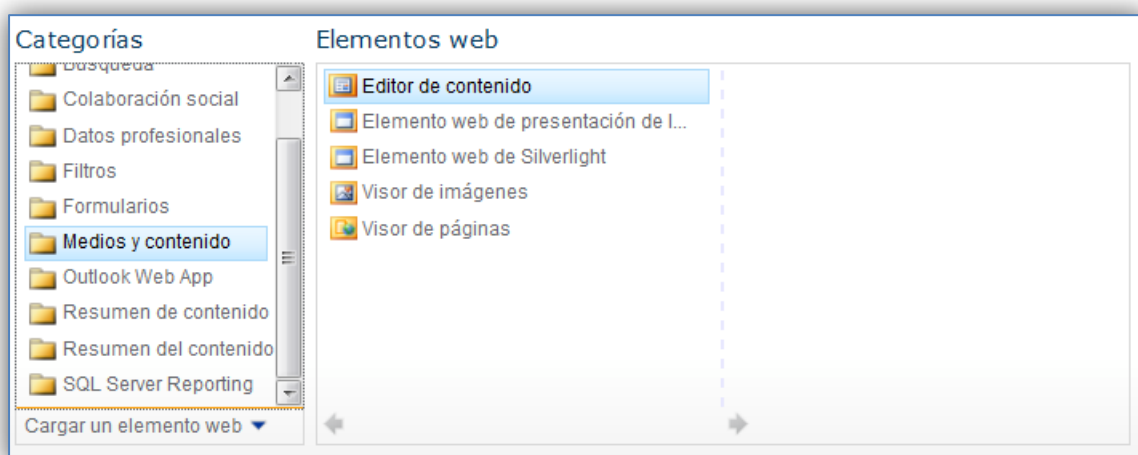 Categorías
Búsqueda
Colaboración social
Datos profesionales
Filtros
Formularios
Medios y contenido
Outlook Web App
Resumen de contenido
Resumen del contenido
SQL Server Reporting
Cargar un elemento web
Elementos web
Editor de contenido
Elemento web de presentación de l...
Elemento web de Silverlight
Visor de imágenes
Visor de páginas